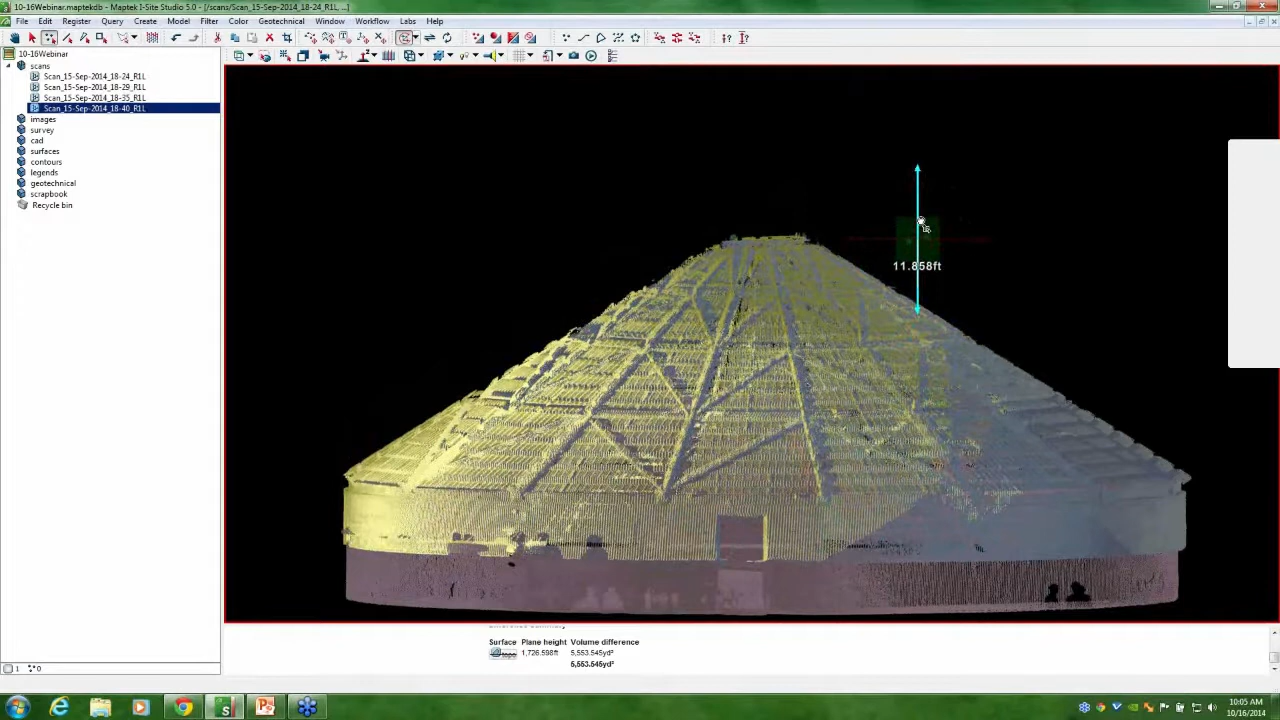 10-16Webinar.maptekdb - Maptek I-Site Studio 5.0 - [/scans/Scan_15-Sep-2014_18-24_R1L, ...]
File Edit Register Query Create Model Filter Color Geotechnical Window Workflow Labs Help
10-16Webinar
scans
Scan_15-Sep-2014_18-24_R1L
Scan_15-Sep-2014_18-29_R1L
Scan_15-Sep-2014_18-35_R1L
Scan_15-Sep-2014_18-40_R1L
images
survey
cad
surfaces
contours
legends
geotechnical
scrapbook
Recycle bin
11.858ft
Surface Plane height Volume difference
topo 1,726.598ft 5,553.545yd³
5,553.545yd³
1 0
10:05 AM
10/16/2014